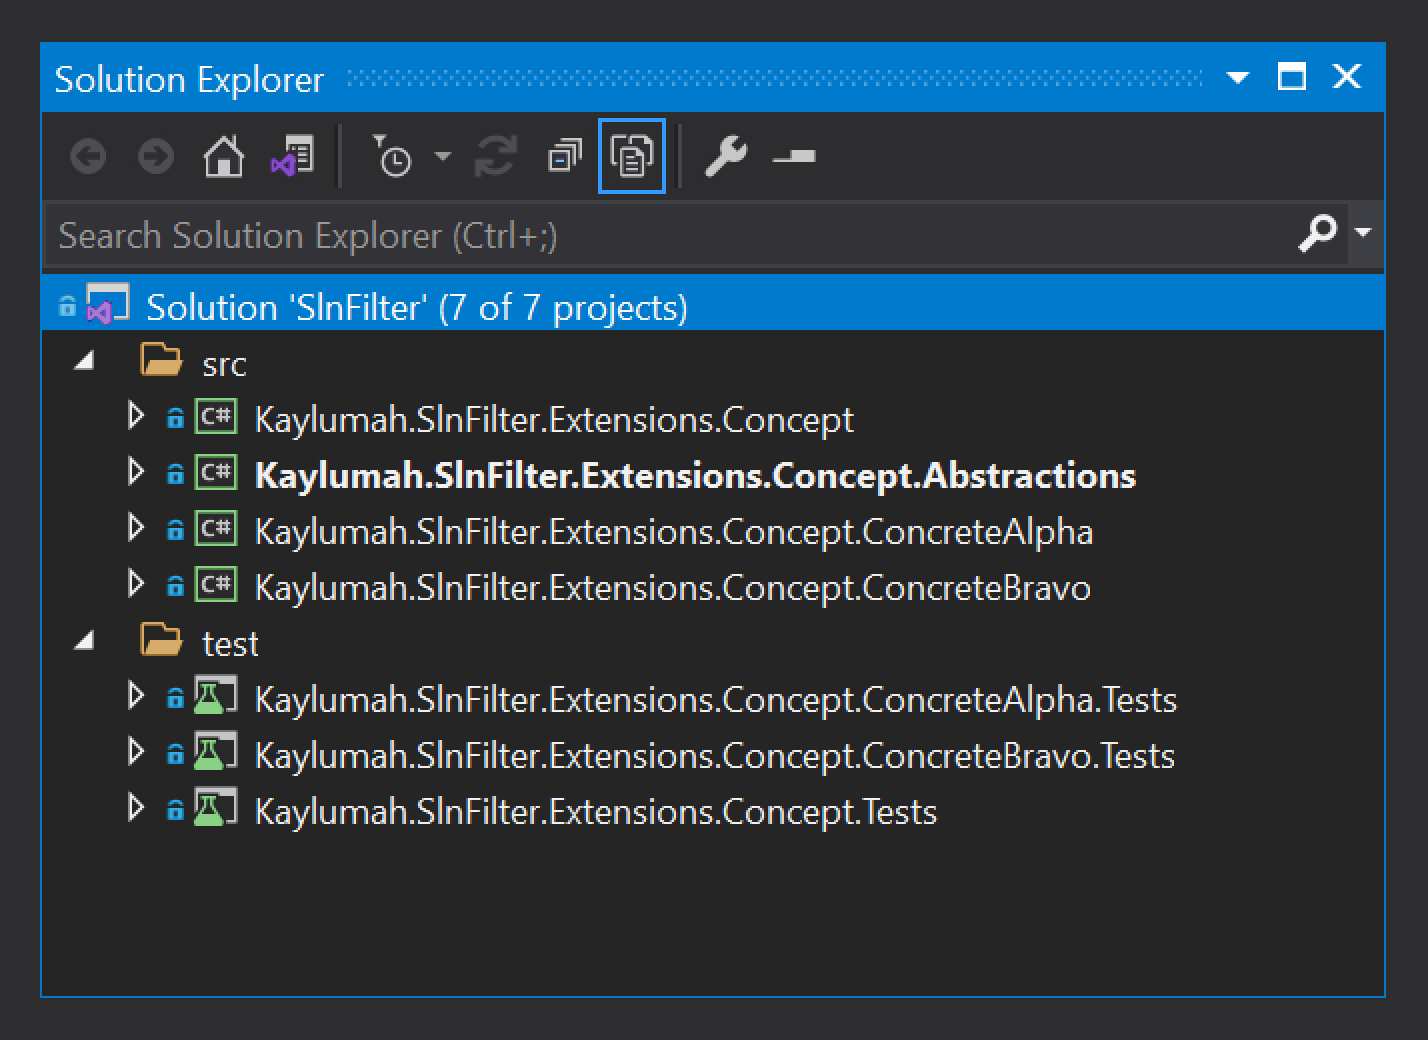 Solution Explorer
Search Solution Explorer (Ctrl+;)
Solution 'SlnFilter' (7 of 7 projects)
src
C# Kaylumah.SlnFilter.Extensions.Concept
C# Kaylumah.SlnFilter.Extensions.Concept.Abstractions
C# Kaylumah.SlnFilter.Extensions.Concept.ConcreteAlpha
C# Kaylumah.SlnFilter.Extensions.Concept.ConcreteBravo
test
Kaylumah.SlnFilter.Extensions.Concept.ConcreteAlpha.Tests
Kaylumah.SlnFilter.Extensions.Concept.ConcreteBravo.Tests
Kaylumah.SlnFilter.Extensions.Concept.Tests